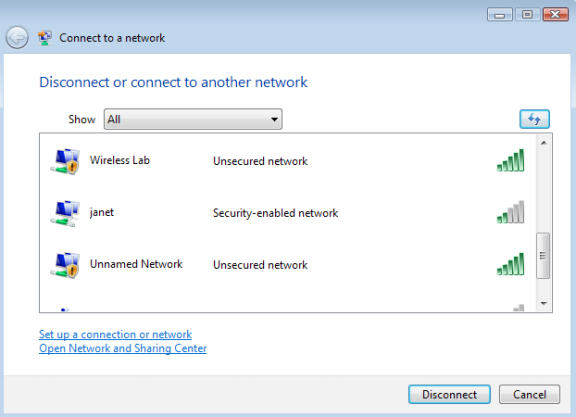 Connect to a network
Disconnect or connect to another network
Show All
Wireless Lab Unsecured network
janet Security-enabled network
Unnamed Network Unsecured network
Set up a connection or network
Open Network and Sharing Center
Disconnect Cancel